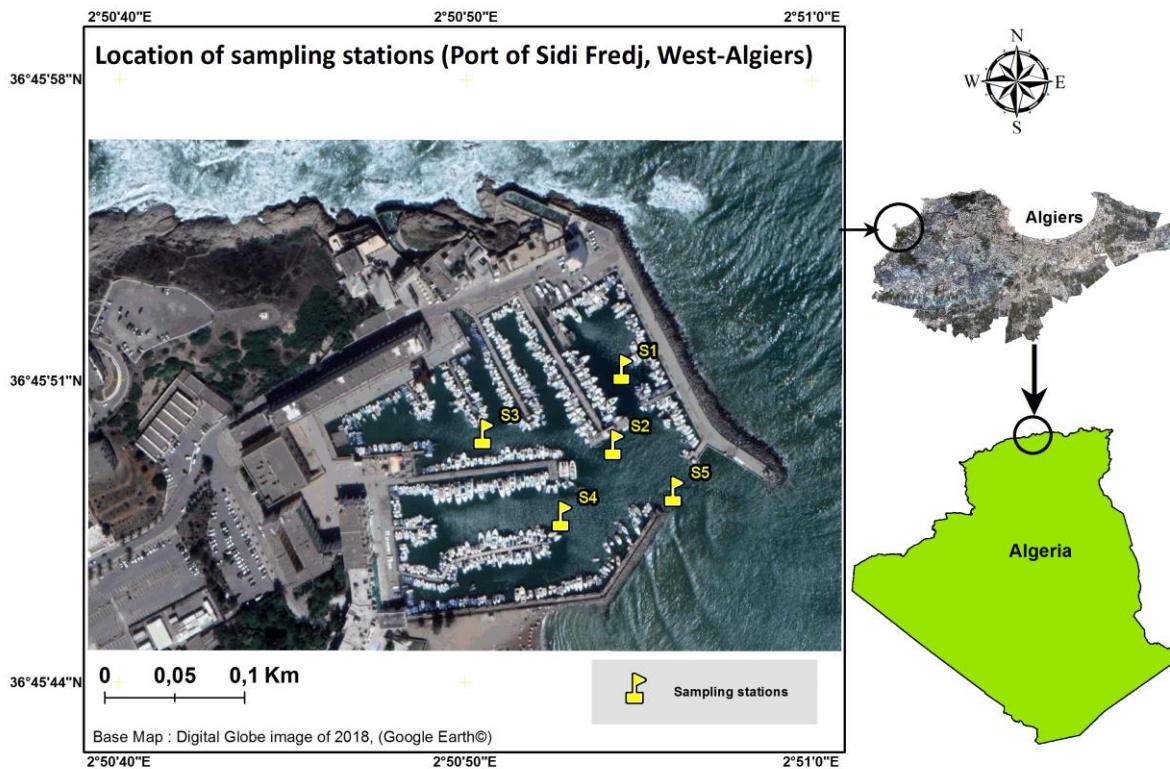 2°50'40"E
2°50'50"E
2°51'0"E
Location of sampling stations (Port of Sidi Fredj, West-Algiers)
36°45'58"N
N
W
E
S
Algiers
S1
36°45'51"N
S3
S2
S5
S4
Algeria
36°45'44"N
0 0,05 0,1 Km
Sampling stations
Base Map : Digital Globe image of 2018, (Google Earth©)
2°50'40"E
2°50'50"E
2°51'0"E